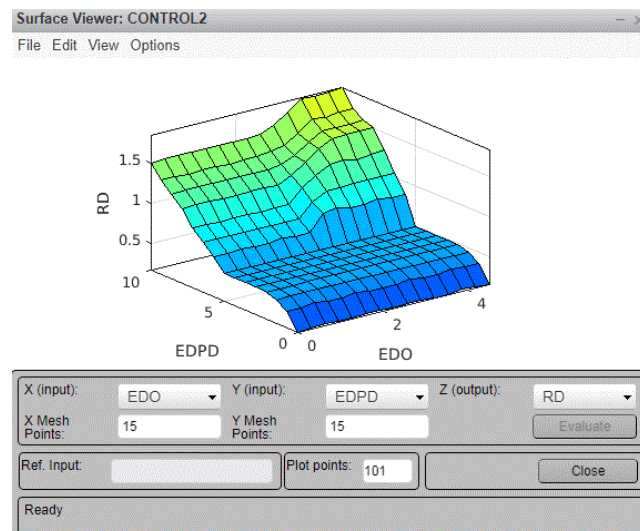 Surface Viewer: CONTROL2
File Edit View Options
1.5
1
0.5
RD
10
5
0
EDPD
0
2
4
EDO
X (input): EDO Y (input): EDPD Z (output): RD
X Mesh Points: 15 Y Mesh Points: 15 Evaluate
Ref. Input: Plot points: 101 Close
Ready